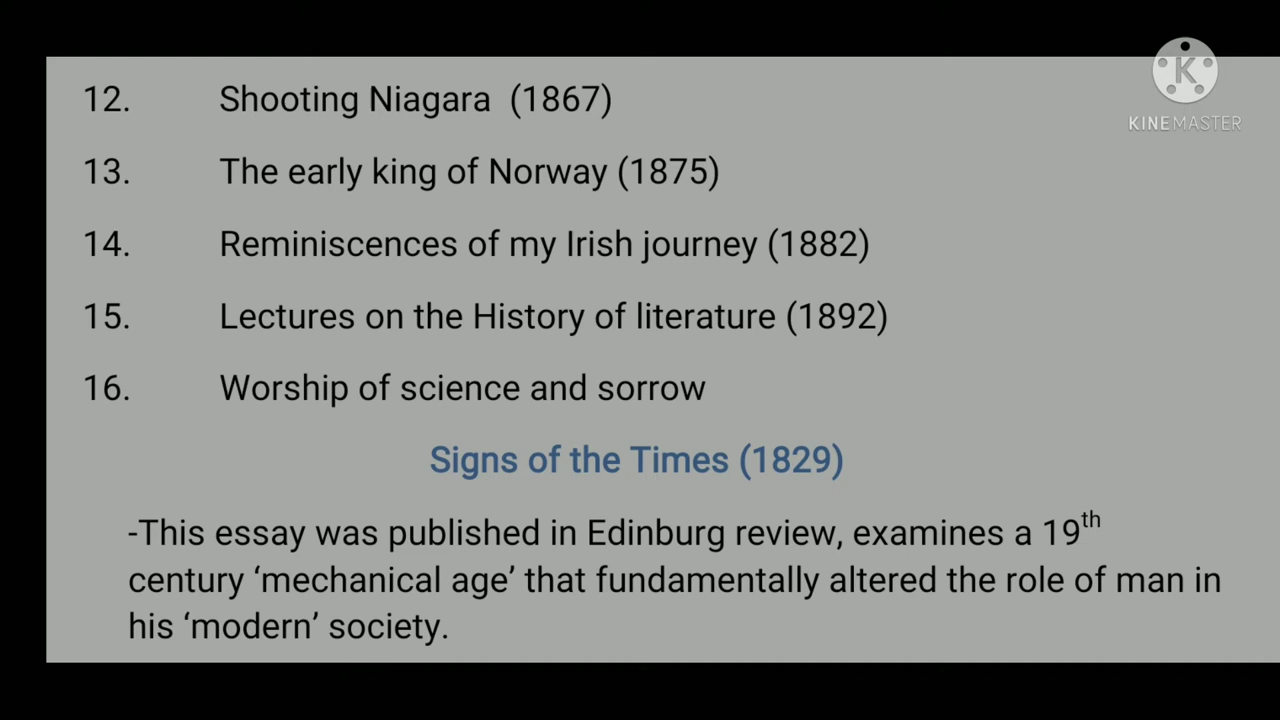 12. Shooting Niagara (1867)
13. The early king of Norway (1875)
14. Reminiscences of my Irish journey (1882)
15. Lectures on the History of literature (1892)
16. Worship of science and sorrow
Signs of the Times (1829)
-This essay was published in Edinburg review, examines a 19th
century ‘mechanical age’ that fundamentally altered the role of man in
his ‘modern’ society.
K
KINEMASTER